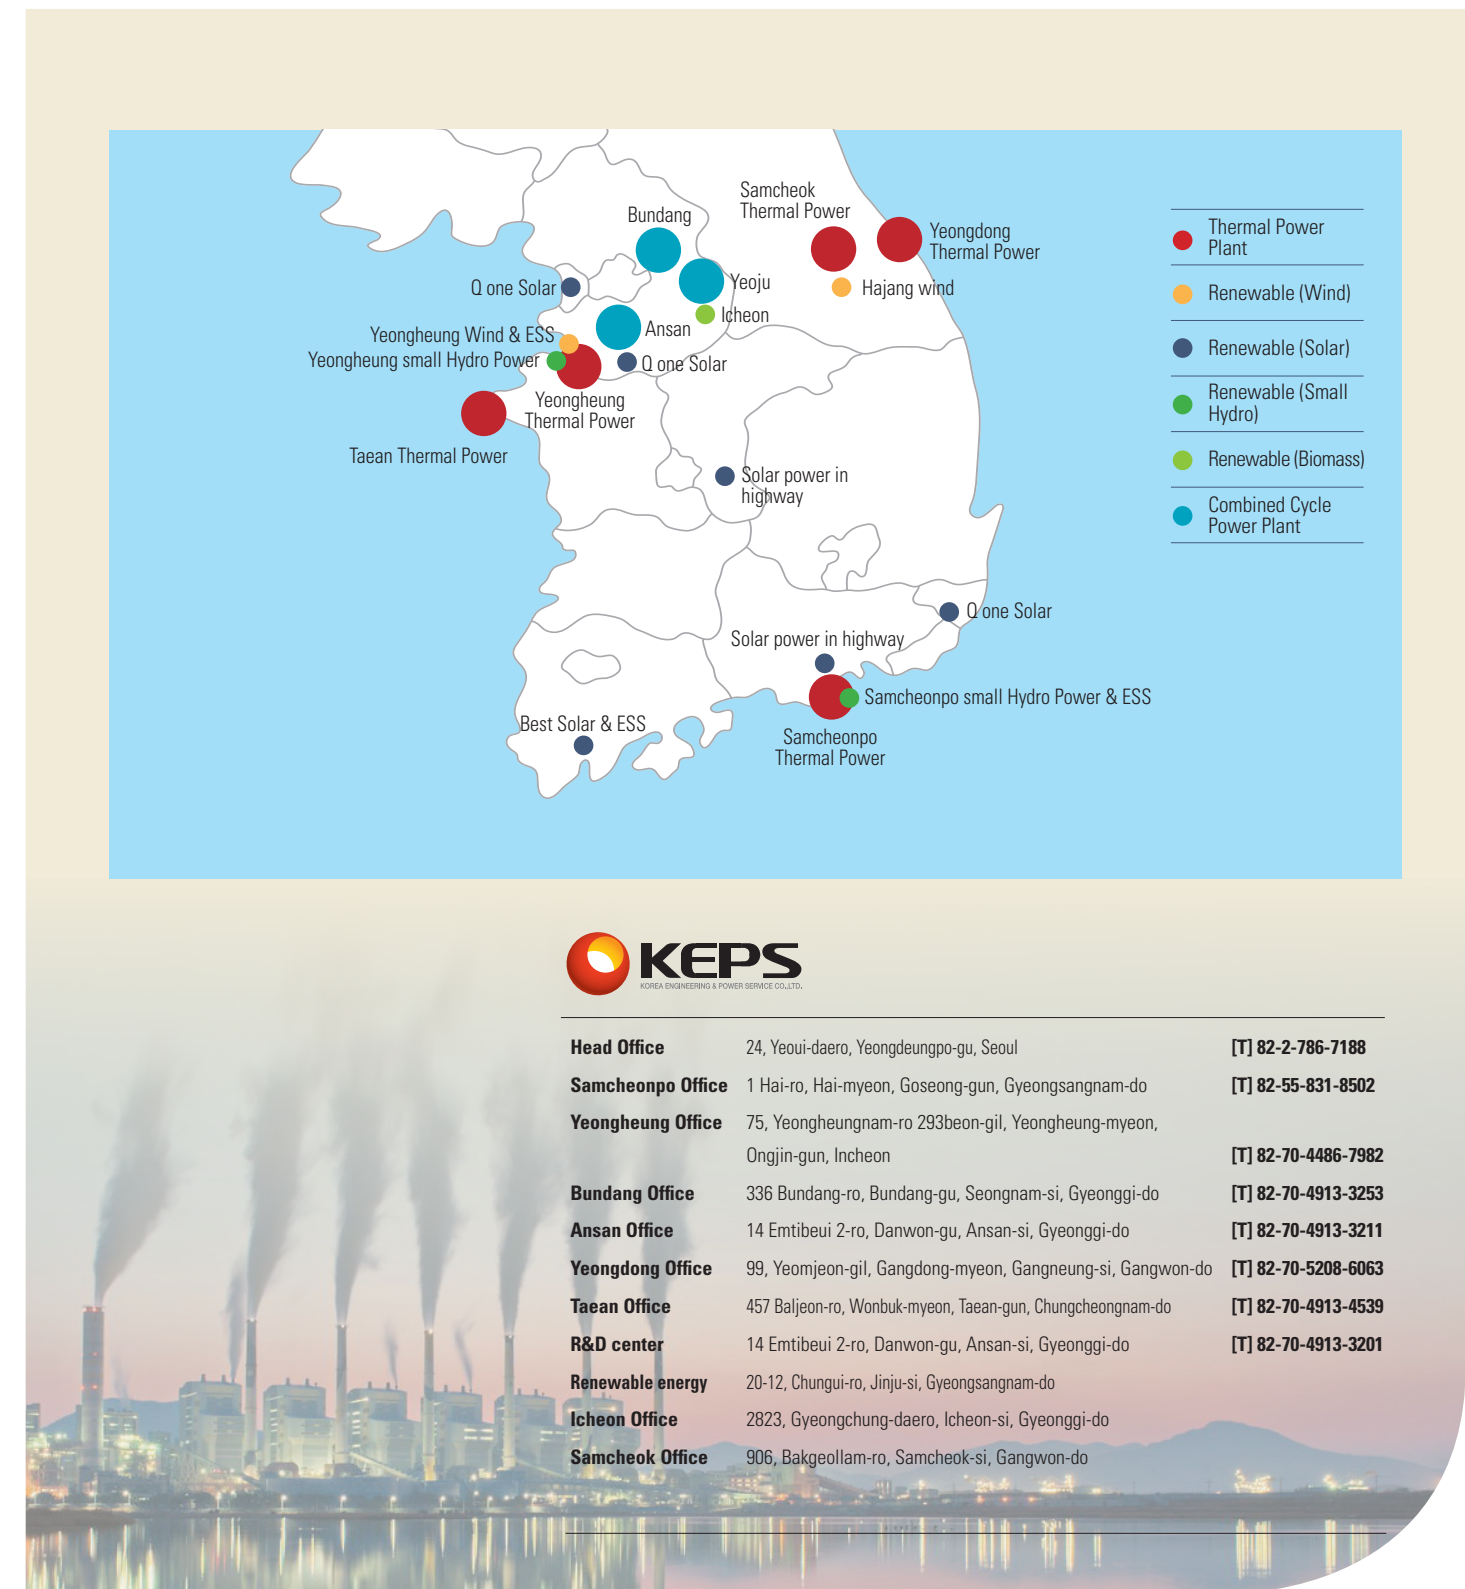 Samcheok
Thermal Power
Bundang
Yeongdong
Thermal Power
Q one Solar
Yeoju
Hajang wind
Icheon
Yeongheung Wind & ESS
Ansan
Yeongheung small Hydro Power
Q one Solar
Yeongheung
Thermal Power
Taean Thermal Power
Solar power in
highway
Q one Solar
Solar power in highway
Samcheonpo small Hydro Power & ESS
Best Solar & ESS
Samcheonpo
Thermal Power
Thermal Power
Plant
Renewable (Wind)
Renewable (Solar)
Renewable (Small
Hydro)
Renewable (Biomass)
Combined Cycle
Power Plant
KEPS
KOREA ENGINEERING & POWER SERVICE CO.,LTD.
Head Office 24, Yeoui-daero, Yeongdeungpo-gu, Seoul [T] 82-2-786-7188
Samcheonpo Office 1 Hai-ro, Hai-myeon, Goseong-gun, Gyeongsangnam-do [T] 82-55-831-8502
Yeongheung Office 75, Yeongheungnam-ro 293beon-gil, Yeongheung-myeon,
Ongjin-gun, Incheon [T] 82-70-4486-7982
Bundang Office 336 Bundang-ro, Bundang-gu, Seongnam-si, Gyeonggi-do [T] 82-70-4913-3253
Ansan Office 14 Emtibeui 2-ro, Danwon-gu, Ansan-si, Gyeonggi-do [T] 82-70-4913-3211
Yeongdong Office 99, Yeomjeon-gil, Gangdong-myeon, Gangneung-si, Gangwon-do [T] 82-70-5208-6063
Taean Office 457 Baljeon-ro, Wonbuk-myeon, Taean-gun, Chungcheongnam-do [T] 82-70-4913-4539
R&D center 14 Emtibeui 2-ro, Danwon-gu, Ansan-si, Gyeonggi-do [T] 82-70-4913-3201
Renewable energy 20-12, Chungui-ro, Jinju-si, Gyeongsangnam-do
Icheon Office 2823, Gyeongchung-daero, Icheon-si, Gyeonggi-do
Samcheok Office 906, Bakgeollam-ro, Samcheok-si, Gangwon-do